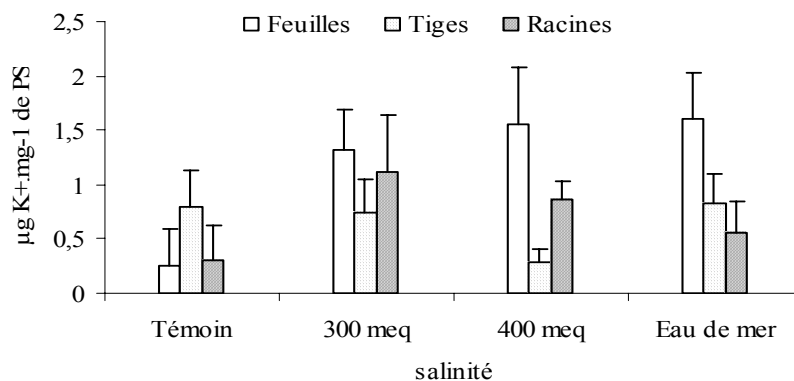 2,5
Feuilles Tiges Racines
2
1,5
1
0,5
0
µg K+.mg-1 de PS
Témoin 300 meq 400 meq Eau de mer
salinité